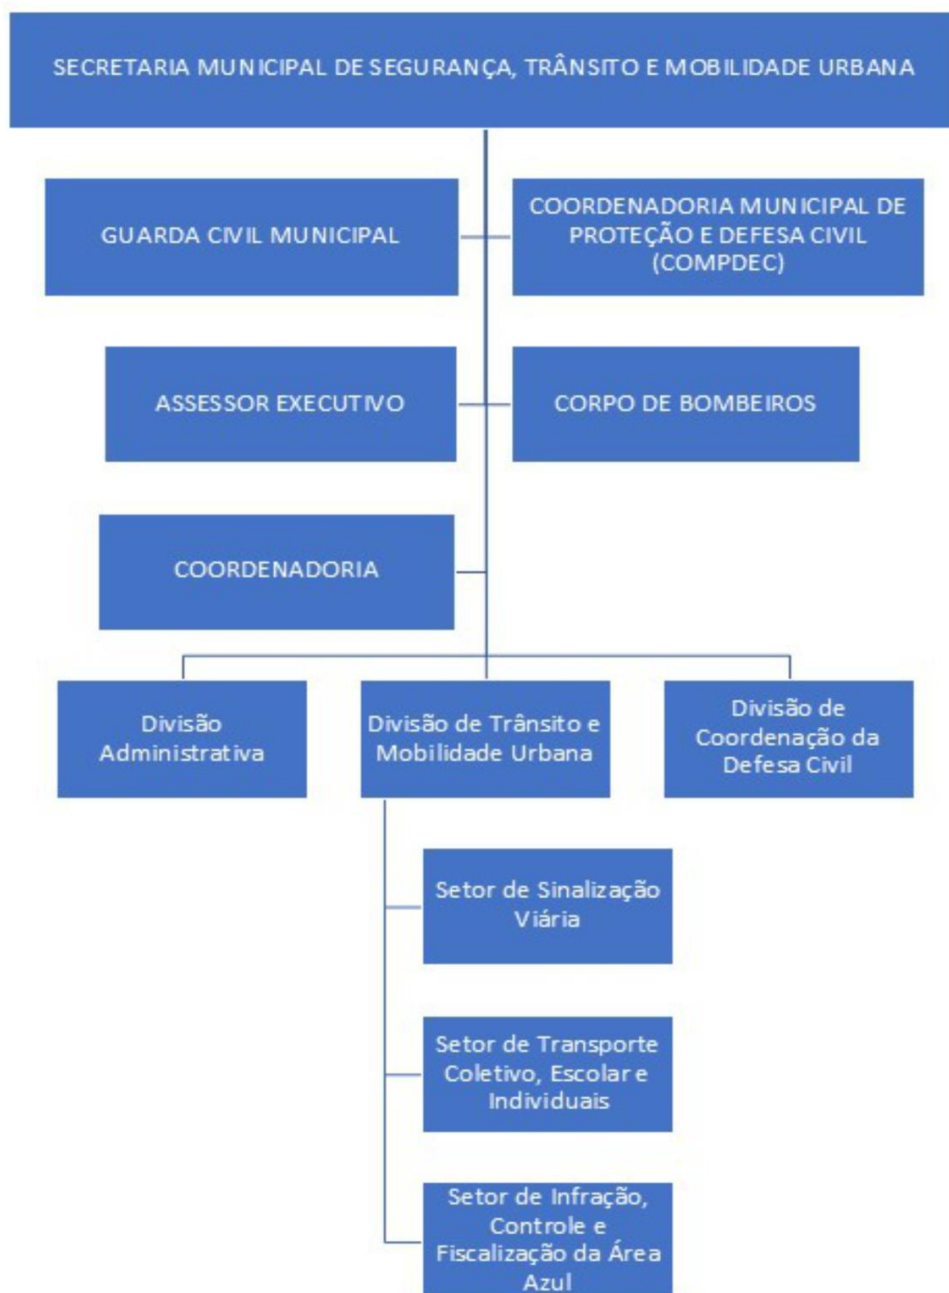 SECRETARIA MUNICIPAL DE SEGURANÇA, TRÂNSITO E MOBILIDADE URBANA
GUARDA CIVIL MUNICIPAL
COORDENADORIA MUNICIPAL DE
PROTEÇÃO E DEFESA CIVIL
(COMPDEC)
ASSESSOR EXECUTIVO
CORPO DE BOMBEIROS
COORDENADORIA
Divisão
Administrativa
Divisão de Trânsito e
Mobilidade Urbana
Divisão de
Coordenação da
Defesa Civil
Setor de Sinalização
Viária
Setor de Transporte
Coletivo, Escolar e
Individuais
Setor de Infração,
Controle e
Fiscalização da Área
Azul